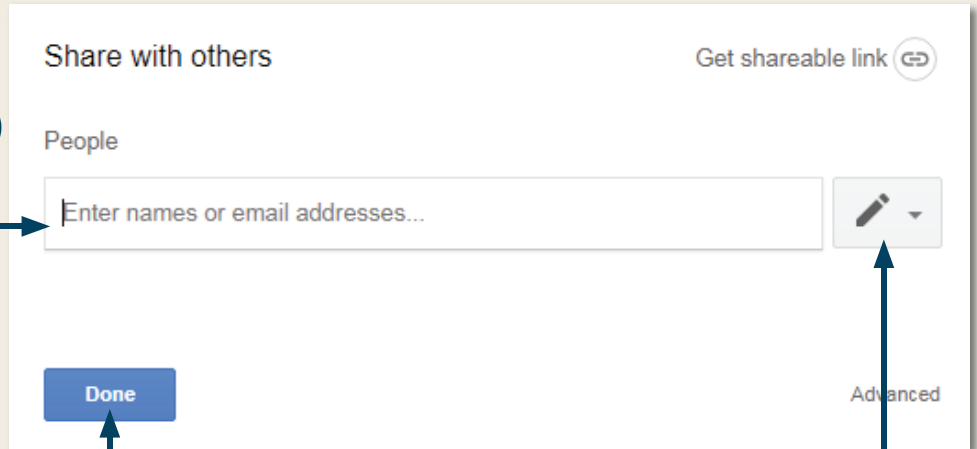 Share with others
Get shareable link
People
Enter names or email addresses...
Done
Advanced